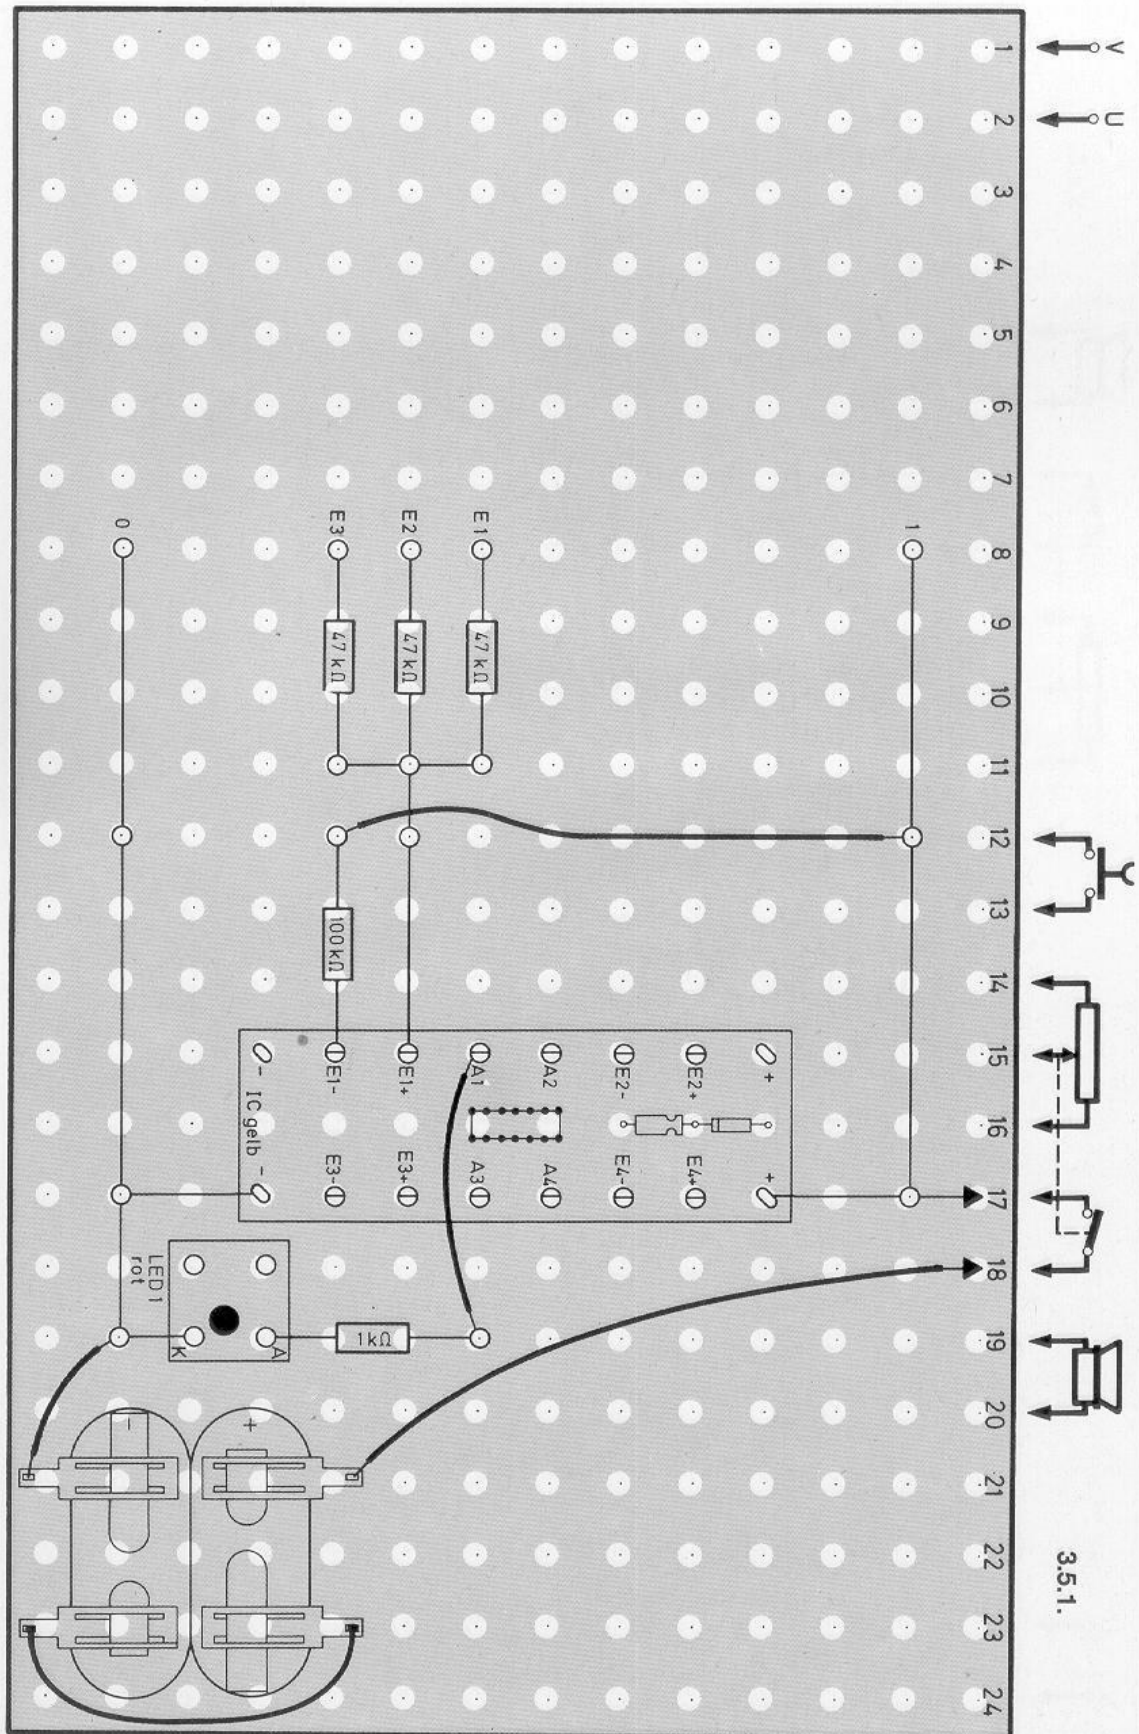 3.5.1.
V
U
1
2
3
4
5
6
7
8
9
10
11
12
13
14
15
16
17
18
19
20
21
22
23
24
1
E1
E2
E3
0
47 kΩ
47 kΩ
47 kΩ
100 kΩ
+
E2+
E2-
A2
A1
E1+
E1-
-
IC gelb
+
E4+
E4-
A4
A3
E3+
E3-
-
LED 1
rot
K
A
1 kΩ
+
-